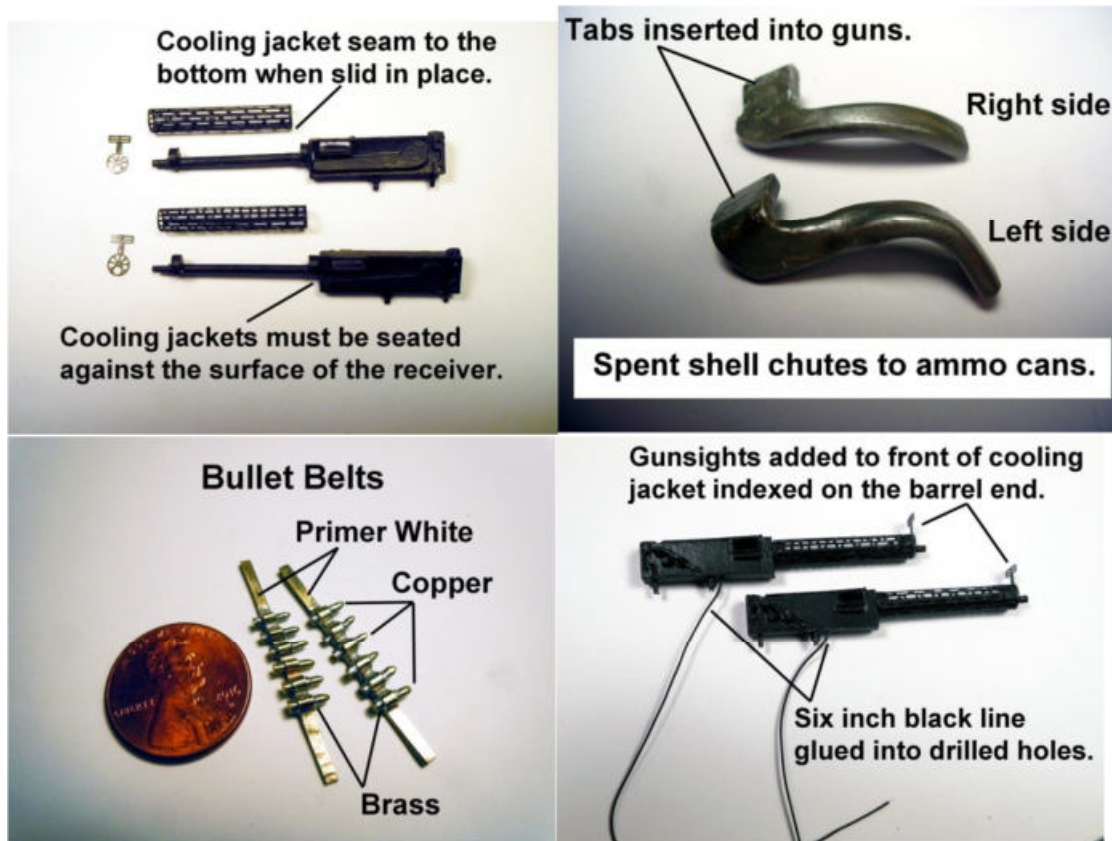 Cooling jacket seam to the
bottom when slid in place.
Cooling jackets must be seated
against the surface of the receiver.
Tabs inserted into guns.
Right side
Left side
Spent shell chutes to ammo cans.
Bullet Belts
Primer White
Copper
Brass
LIBERTY
2016
Gunsights added to front of cooling
jacket indexed on the barrel end.
Six inch black line
glued into drilled holes.